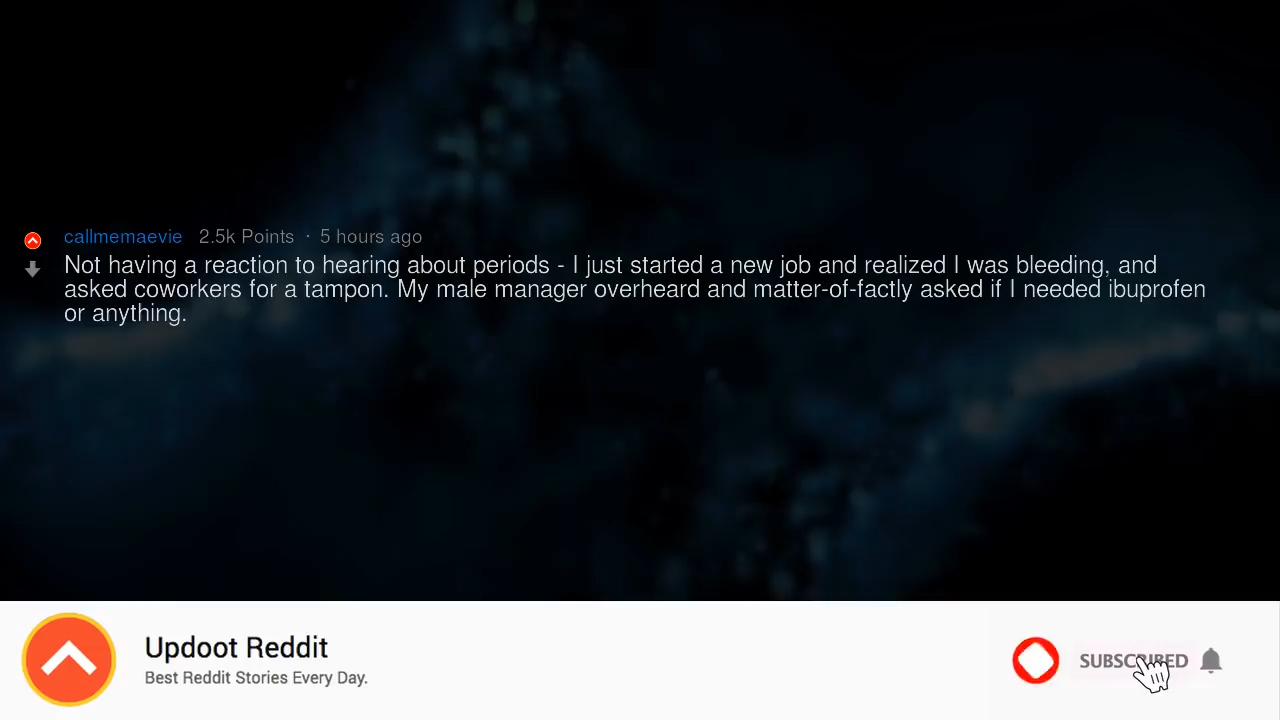 callmemaevie 2.5k Points · 5 hours ago
Not having a reaction to hearing about periods - I just started a new job and realized I was bleeding, and
asked coworkers for a tampon. My male manager overheard and matter-of-factly asked if I needed ibuprofen
or anything.
Updoot Reddit
Best Reddit Stories Every Day.
SUBSCRIBED